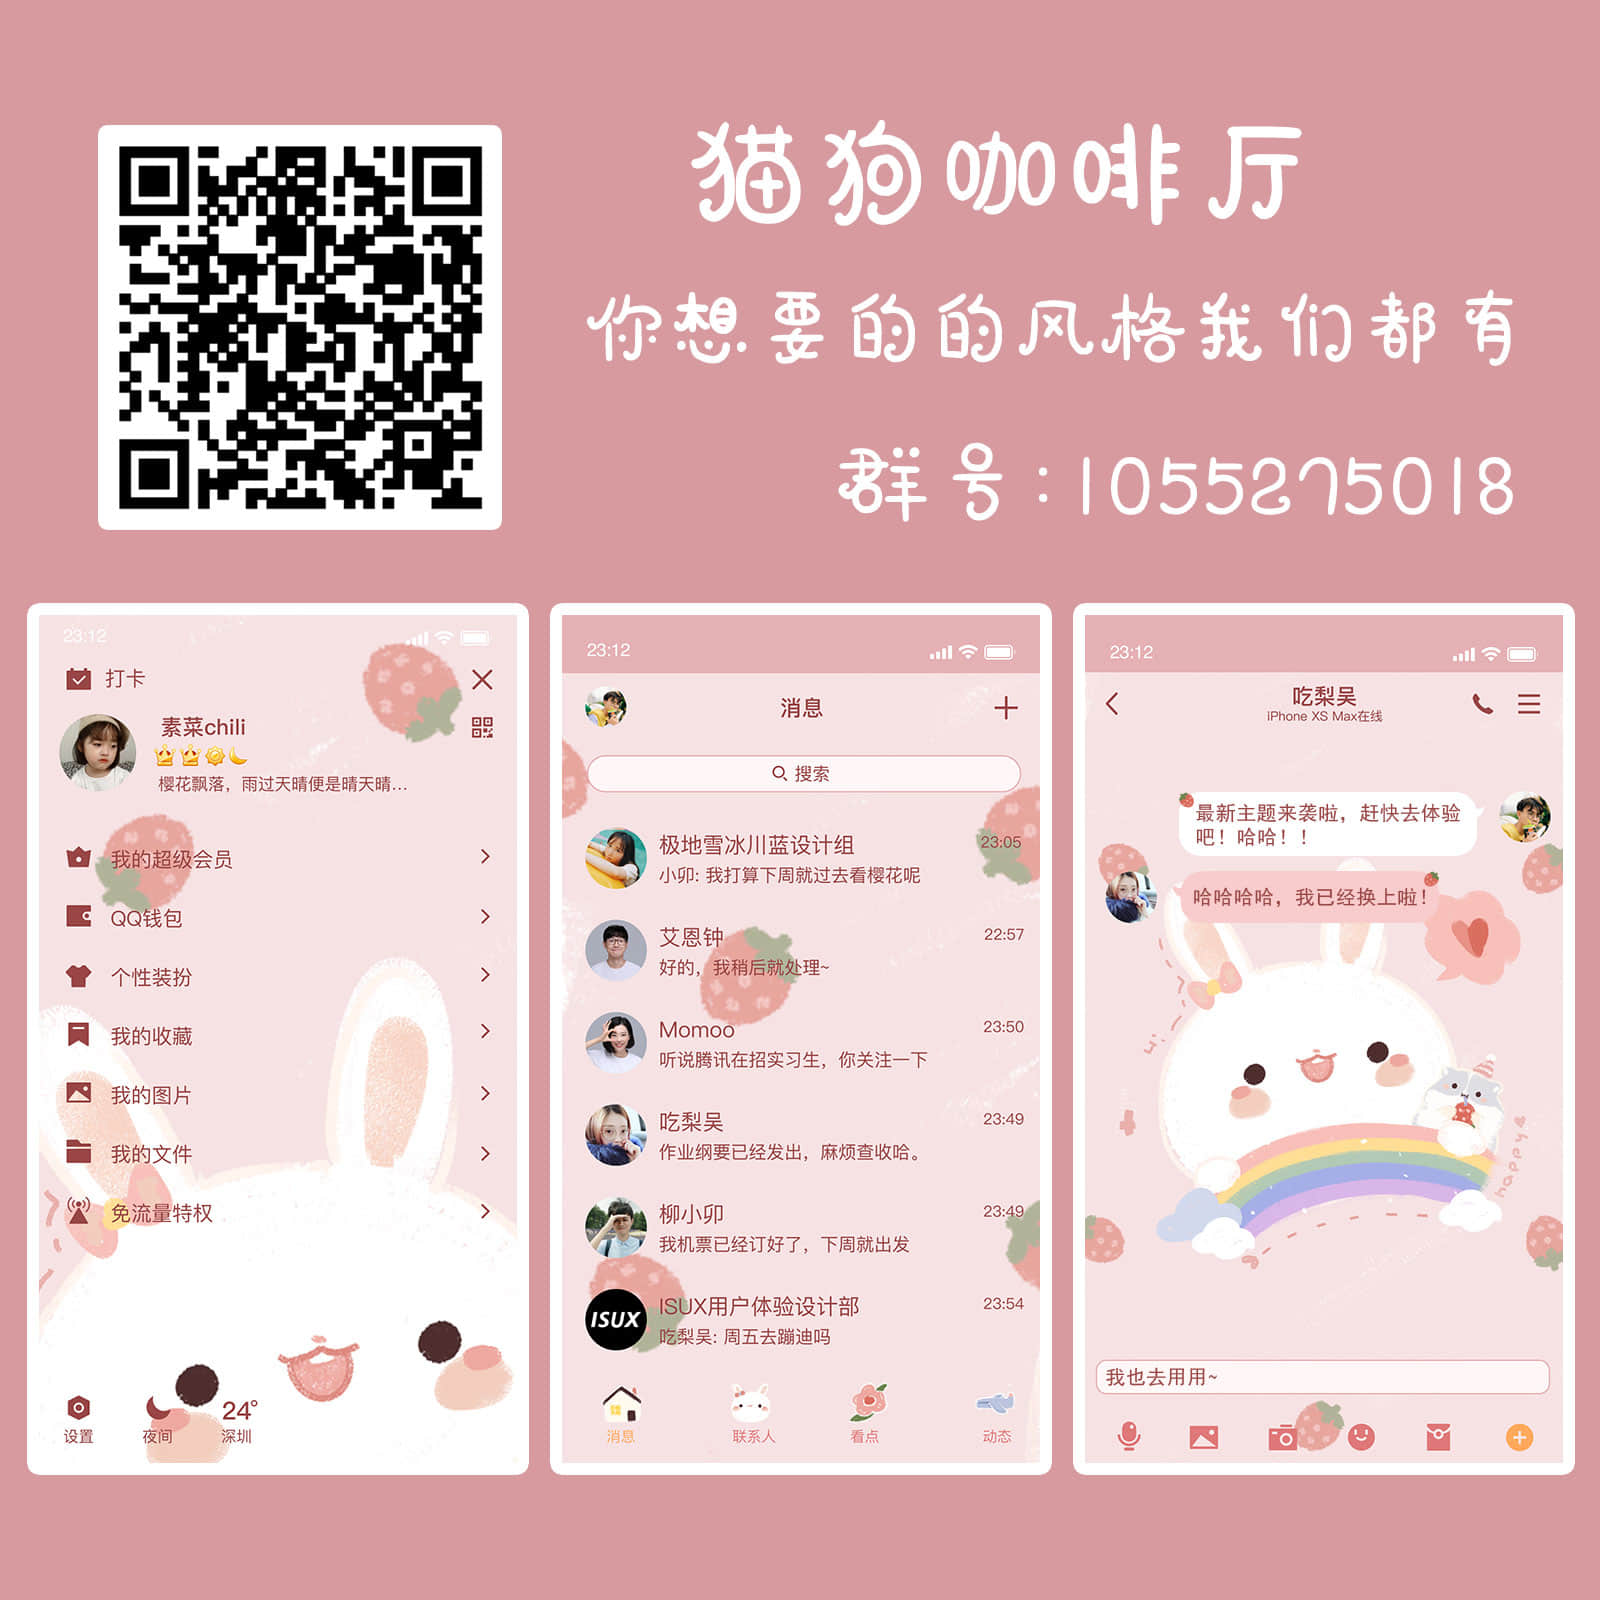 猫狗咖啡厅
你想要的的风格我们都有
群号:1055275018
23:12
打卡
素菜chili
樱花飘落，雨过天晴便是晴天晴...
我的超级会员
QQ钱包
个性装扮
我的收藏
我的图片
我的文件
免流量特权
24°
设置 夜间 深圳
23:12
消息
搜索
极地雪冰川蓝设计组 23:05
小卯: 我打算下周就过去看樱花呢
艾恩钟 22:57
好的，我稍后就处理~
Momoo 23:50
听说腾讯在招实习生，你关注一下
吃梨吴 23:49
作业纲要已经发出，麻烦查收哈。
柳小卯 23:49
我机票已经订好了，下周就出发
ISUX
ISUX用户体验设计部 23:54
吃梨吴: 周五去蹦迪吗
消息 联系人 看点 动态
23:12
吃梨吴
iPhone XS Max在线
最新主题来袭啦，赶快去体验
吧！哈哈！！
哈哈哈哈，我已经换上啦！
happy
我也去用用~